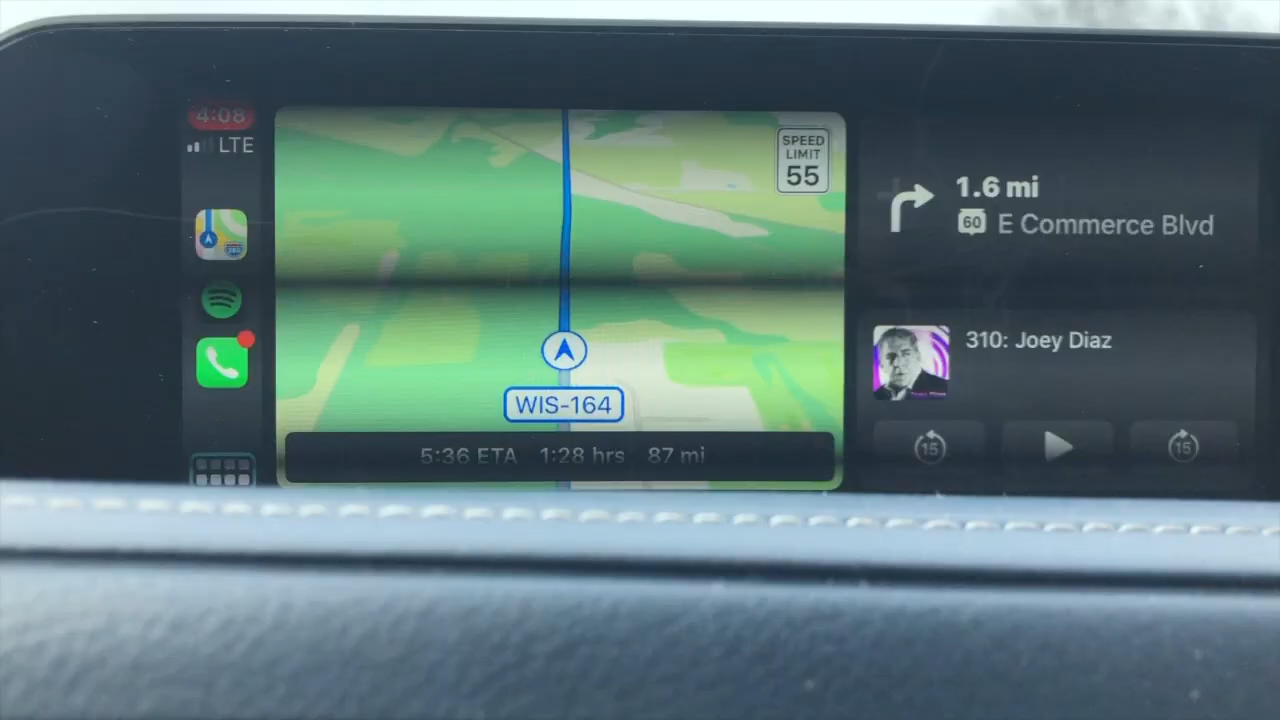 4:08
LTE
SPEED
LIMIT
55
WIS-164
5:36 ETA 1:28 hrs 87 mi
1.6 mi
60 E Commerce Blvd
310: Joey Diaz
15
15